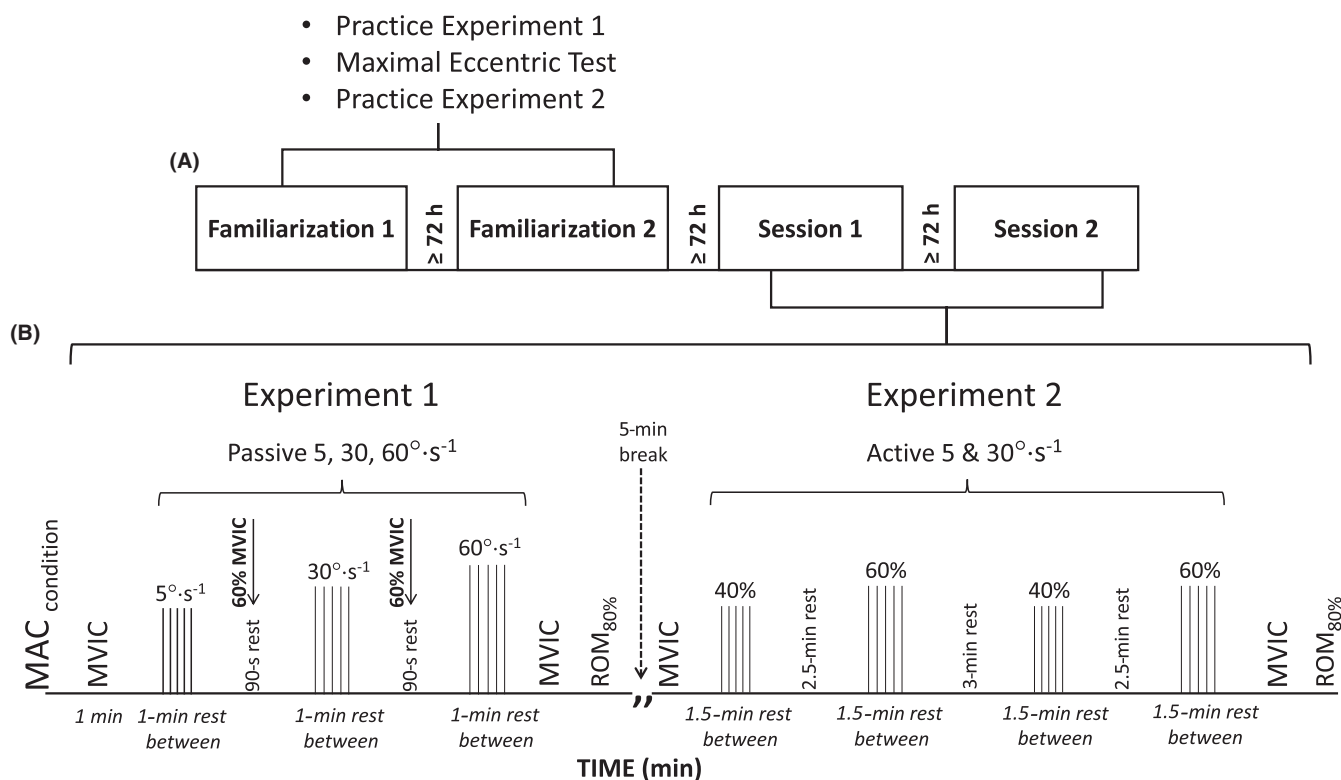 • Practice Experiment 1
• Maximal Eccentric Test
• Practice Experiment 2
(A)
Familiarization 1
≥ 72 h
Familiarization 2
≥ 72 h
Session 1
≥ 72 h
Session 2
(B)
Experiment 1
Experiment 2
Passive 5, 30, 60°·s-1
5-min
break
Active 5 & 30°·s-1
MAC condition
MVIC
5°·s-1
60% MVIC
90-s rest
30°·s-1
60% MVIC
90-s rest
60°·s-1
MVIC
ROM80%
”
MVIC
40%
2.5-min rest
60%
3-min rest
40%
2.5-min rest
60%
MVIC
ROM80%
1 min
1-min rest
between
1-min rest
between
1-min rest
between
1.5-min rest
between
1.5-min rest
between
1.5-min rest
between
1.5-min rest
between
TIME (min)